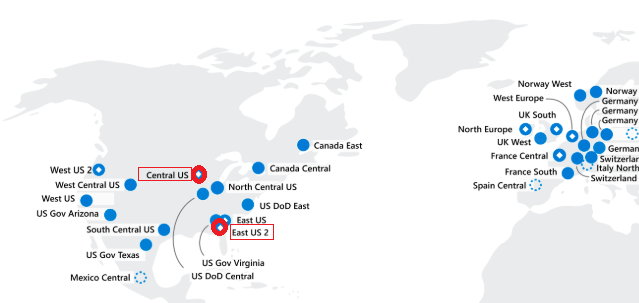 Norway West
Norway
West Europe
Germany
Germany
UK South
Germany
North Europe
UK West
Canada East
German
France Central
Switzerlan
West US 2
Central US
Canada Central
Italy North
France South
Switzerland
West Central US
North Central US
Spain Central
West US
US DoD East
US Gov Arizona
East US
South Central US
East US 2
US Gov Texas
US Gov Virginia
Mexico Central
US DoD Central